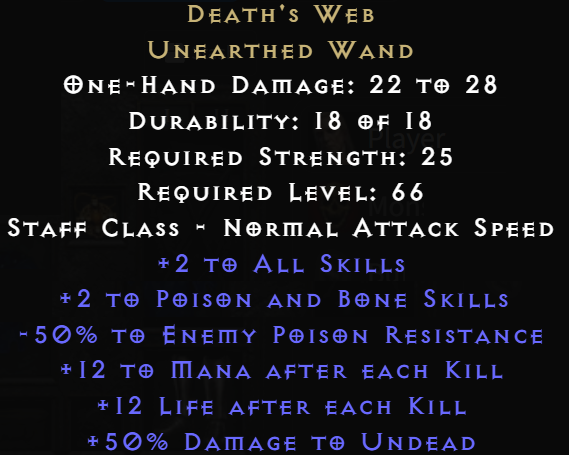 Death's Web
Unearthed Wand
One-Hand Damage: 22 to 28
Durability: 18 of 18
Required Strength: 25
Required Level: 66
Staff Class - Normal Attack Speed
+2 to All Skills
+2 to Poison and Bone Skills
-50% to Enemy Poison Resistance
+12 to Mana after each Kill
+12 Life after each Kill
+50% Damage to Undead
Player